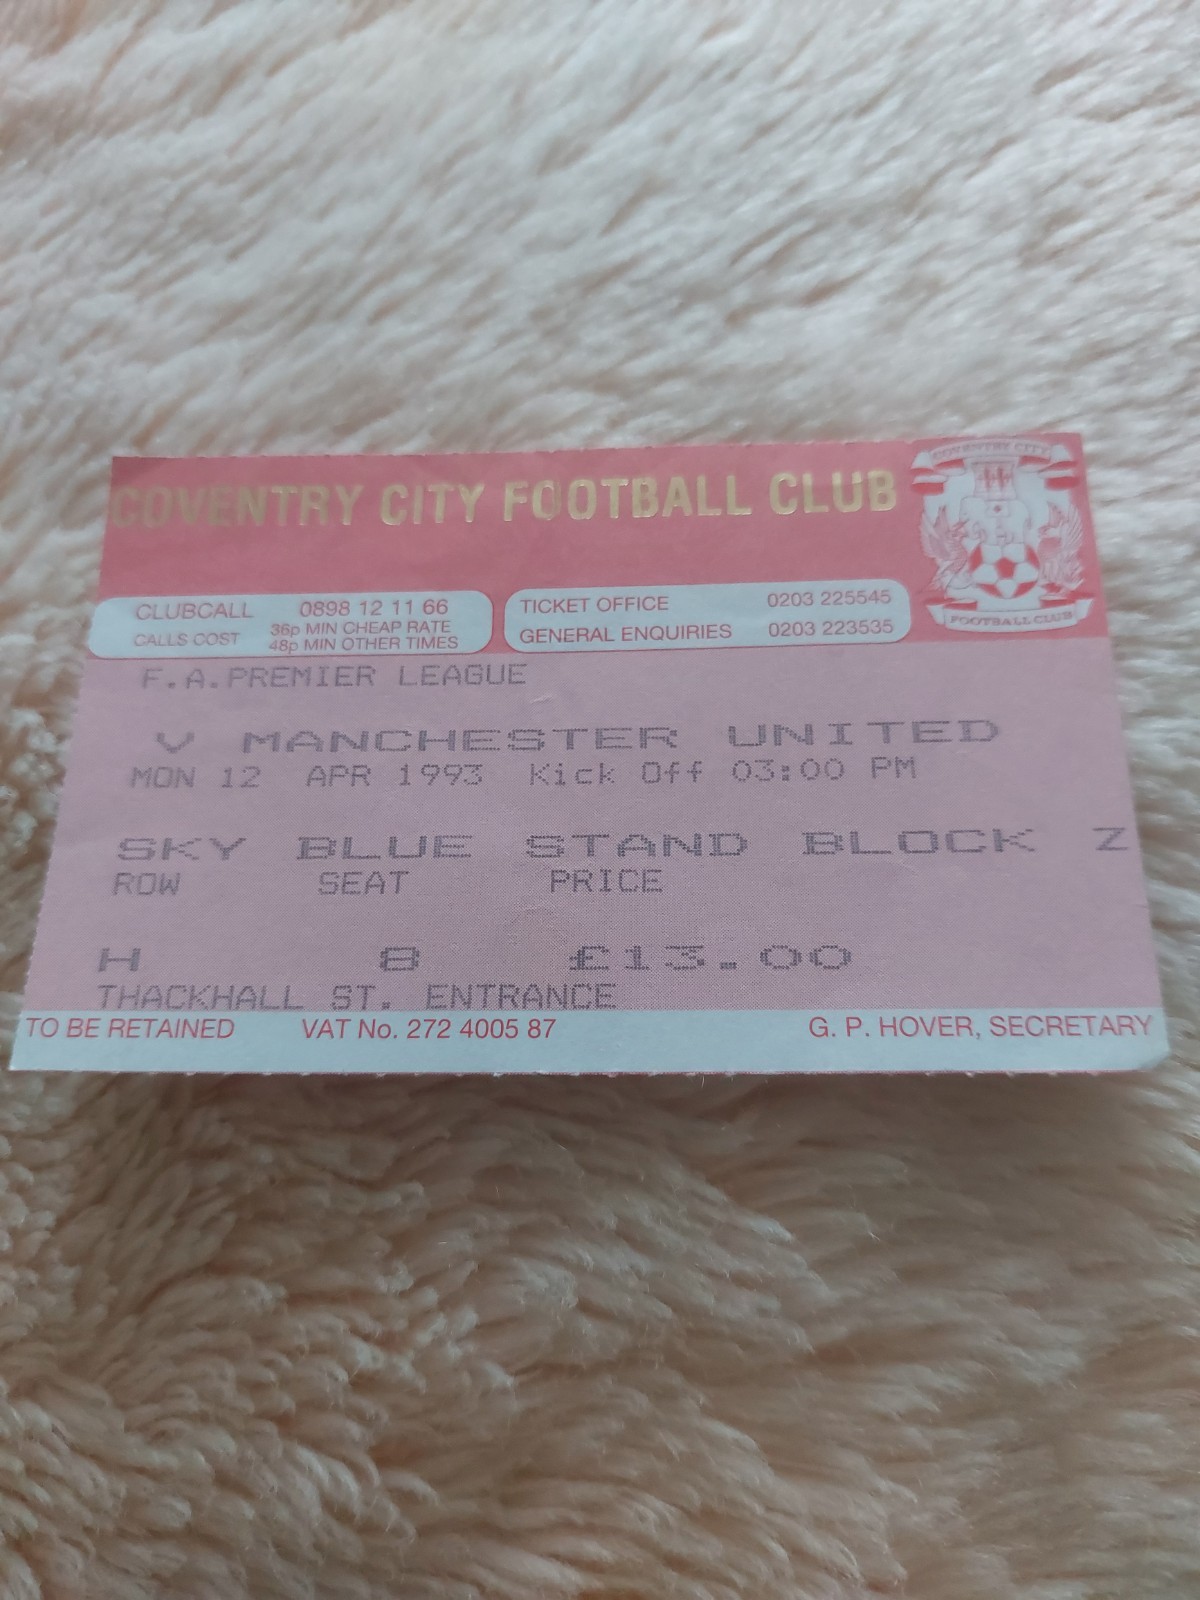 COVENTRY CITY FOOTBALL CLUB
COVENTRY CITY
FOOTBALL CLUB
CLUBCALL 0898 12 11 66
CALLS COST 36p MIN CHEAP RATE
48p MIN OTHER TIMES
TICKET OFFICE 0203 225545
GENERAL ENQUIRIES 0203 223535
F.A.PREMIER LEAGUE
V MANCHESTER UNITED
MON 12 APR 1993 Kick Off 03:00 PM
SKY BLUE STAND BLOCK Z
ROW SEAT PRICE
H 8 £13.00
THACKHALL ST. ENTRANCE
TO BE RETAINED VAT No. 272 4005 87 G. P. HOVER, SECRETARY